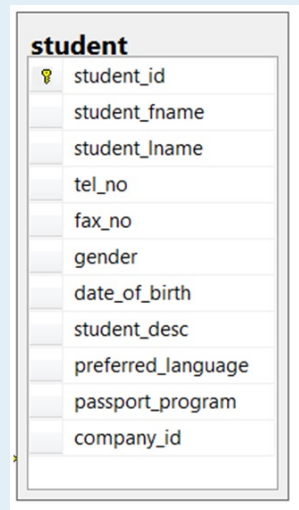 student
student_id
student_fname
student_lname
tel_no
fax_no
gender
date_of_birth
student_desc
preferred_language
passport_program
company_id